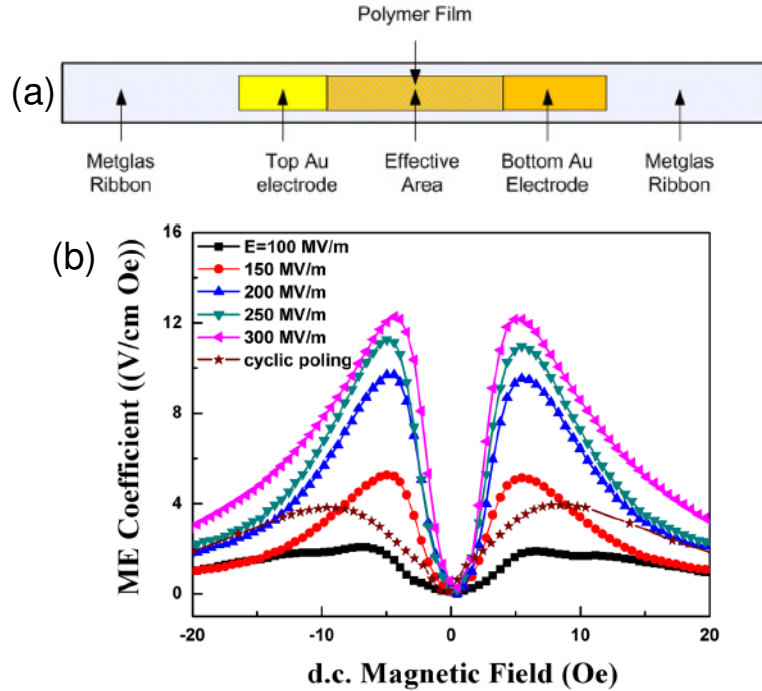 Polymer Film
(a)
Metglas Ribbon
Top Au electrode
Effective Area
Bottom Au Electrode
Metglas Ribbon
(b)
ME Coefficient ((V/cm Oe))
16
12
8
4
0
E=100 MV/m
150 MV/m
200 MV/m
250 MV/m
300 MV/m
cyclic poling
-20 -10 0 10 20
d.c. Magnetic Field (Oe)